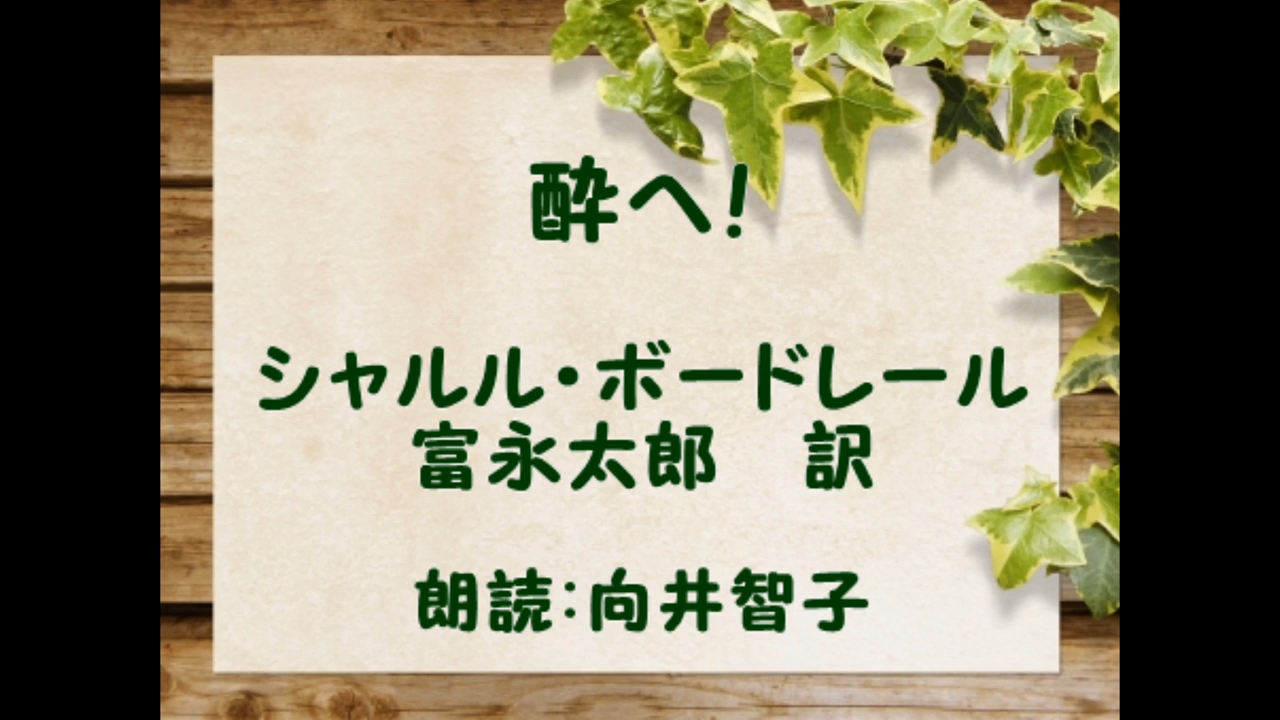 酔へ!
シャルル・ボードレール
富永太郎　訳
朗読:向井智子